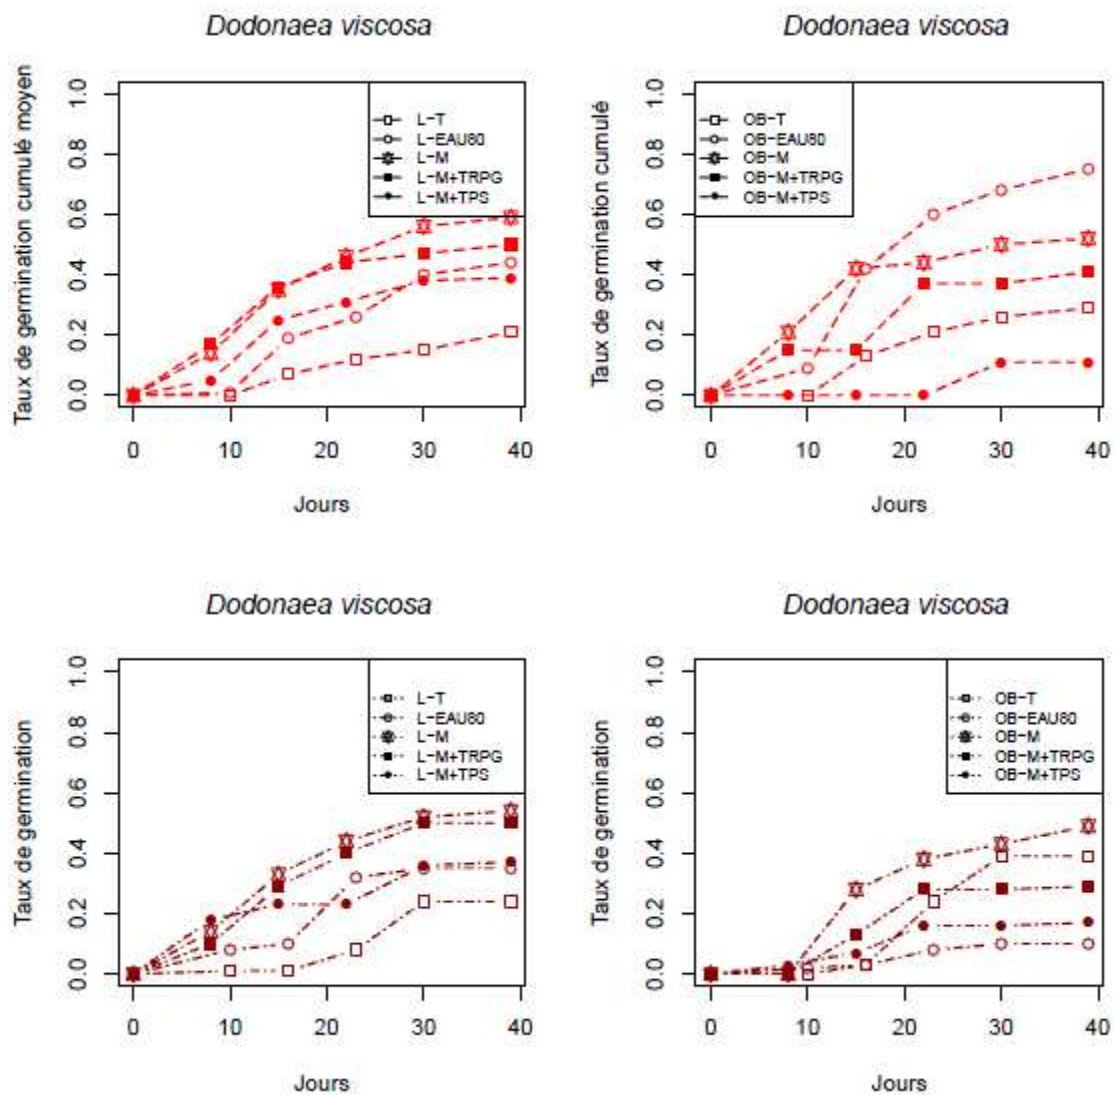 Dodonaea viscosa
Taux de germination cumulé moyen
1.0
0.8
0.6
0.4
0.2
0.0
L-T
L-EAU80
L-M
L-M+TRPG
L-M+TPS
0 10 20 30 40
Jours
Dodonaea viscosa
Taux de germination cumulé
1.0
0.8
0.6
0.4
0.2
0.0
OB-T
OB-EAU80
OB-M
OB-M+TRPG
OB-M+TPS
0 10 20 30 40
Jours
Dodonaea viscosa
Taux de germination
1.0
0.8
0.6
0.4
0.2
0.0
L-T
L-EAU80
L-M
L-M+TRPG
L-M+TPS
0 10 20 30 40
Jours
Dodonaea viscosa
Taux de germination
1.0
0.8
0.6
0.4
0.2
0.0
OB-T
OB-EAU80
OB-M
OB-M+TRPG
OB-M+TPS
0 10 20 30 40
Jours